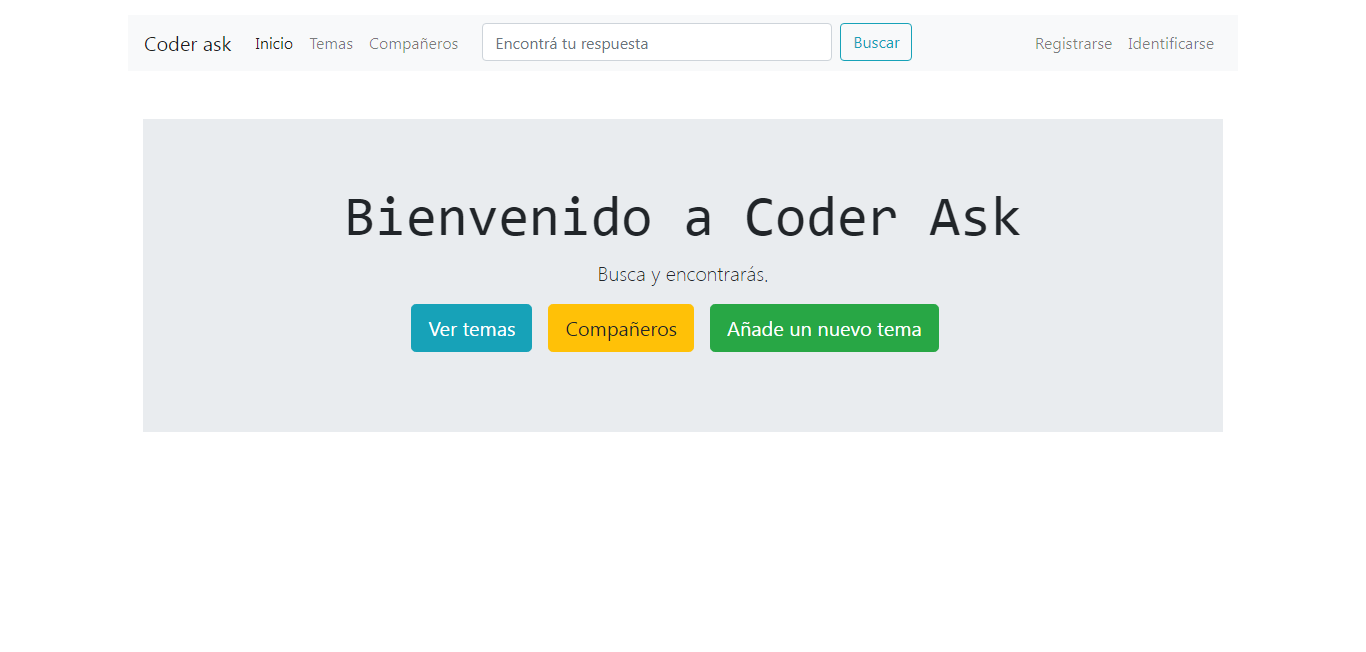 Coder ask Inicio Temas Compañeros Encontrá tu respuesta Buscar Registrarse Identificarse
Bienvenido a Coder Ask
Busca y encontrarás.
Ver temas Compañeros Añade un nuevo tema